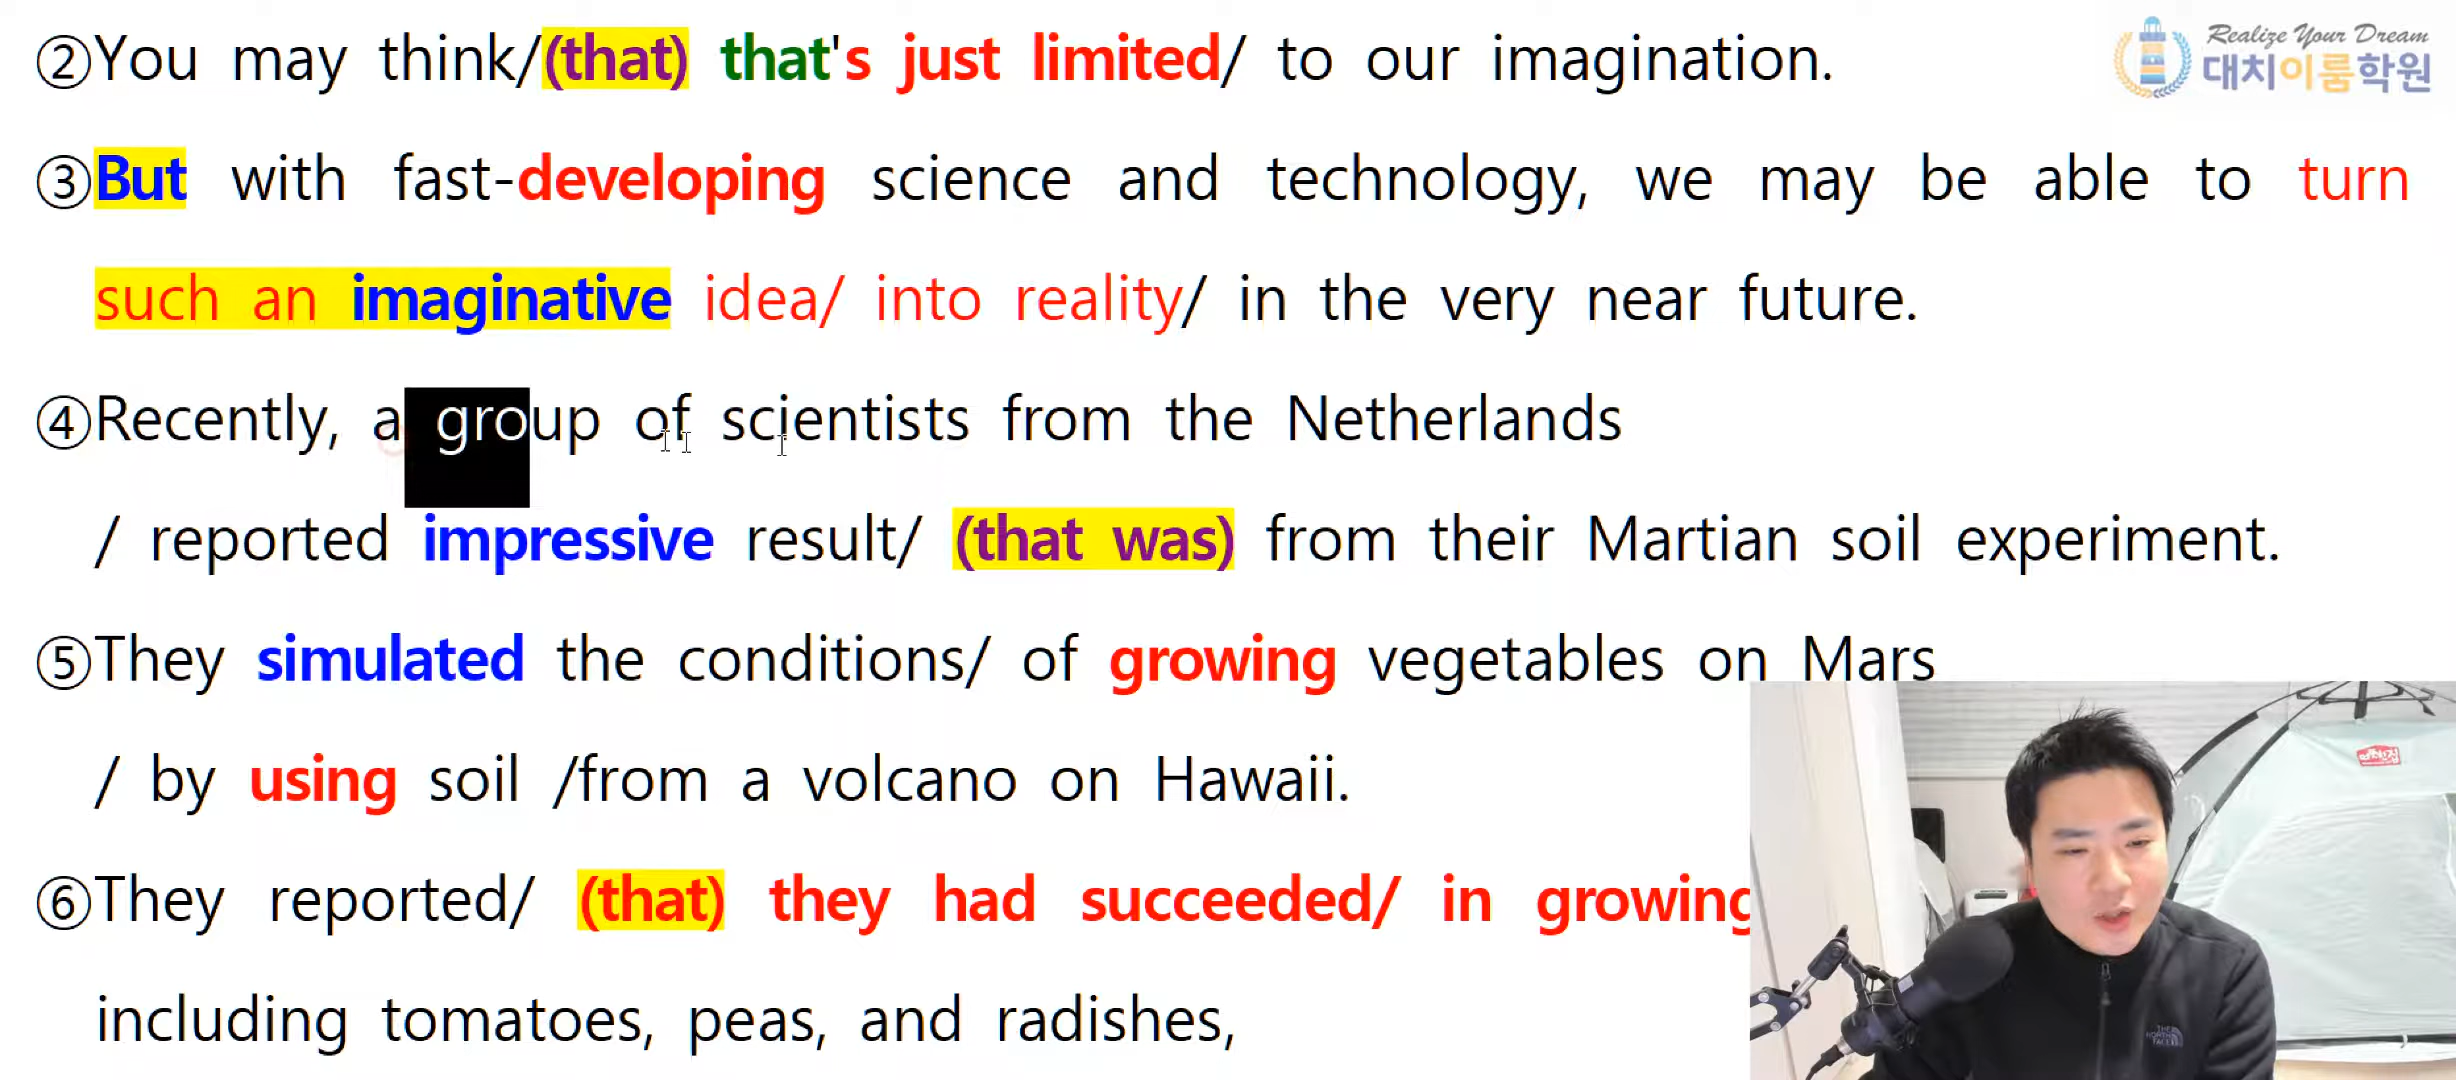 ②You may think/(that) that's just limited/ to our imagination.
Realize Your Dream
대치이룸학원
③But with fast-developing science and technology, we may be able to turn
such an imaginative idea/ into reality/ in the very near future.
④Recently, a group of scientists from the Netherlands
/ reported impressive result/ (that was) from their Martian soil experiment.
⑤They simulated the conditions/ of growing vegetables on Mars
/ by using soil /from a volcano on Hawaii.
⑥They reported/ (that) they had succeeded/ in growing
including tomatoes, peas, and radishes,
THE NORTH FACE